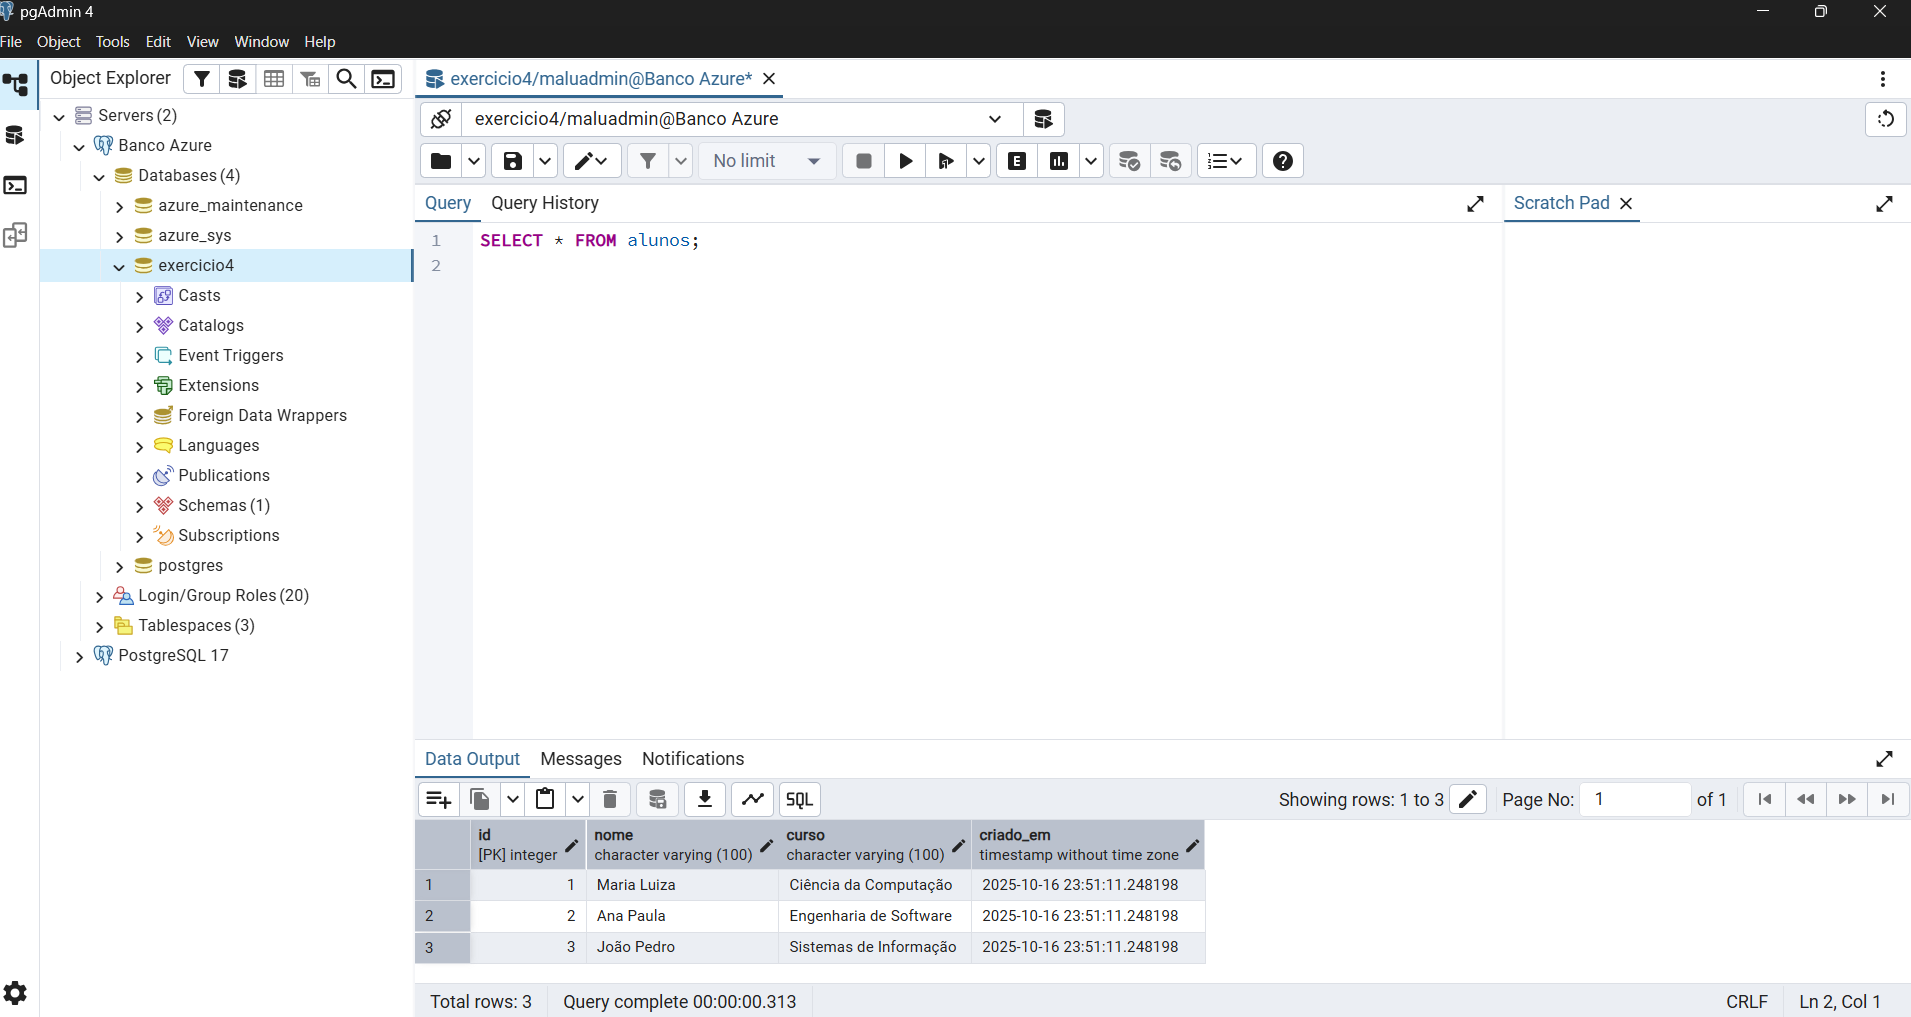 pgAdmin 4
File Object Tools Edit View Window Help
Object Explorer
Servers (2)
Banco Azure
Databases (4)
azure_maintenance
azure_sys
exercicio4
Casts
Catalogs
Event Triggers
Extensions
Foreign Data Wrappers
Languages
Publications
Schemas (1)
Subscriptions
postgres
Login/Group Roles (20)
Tablespaces (3)
PostgreSQL 17
exercicio4/maluadmin@Banco Azure*
exercicio4/maluadmin@Banco Azure
No limit
E
Query Query History
Scratch Pad
1 SELECT * FROM alunos;
2
Data Output Messages Notifications
SQL Showing rows: 1 to 3 Page No: 1 of 1
id nome curso criado_em
[PK] integer character varying (100) character varying (100) timestamp without time zone
1 1 Maria Luiza Ciência da Computação 2025-10-16 23:51:11.248198
2 2 Ana Paula Engenharia de Software 2025-10-16 23:51:11.248198
3 3 João Pedro Sistemas de Informação 2025-10-16 23:51:11.248198
Total rows: 3 Query complete 00:00:00.313 CRLF Ln 2, Col 1